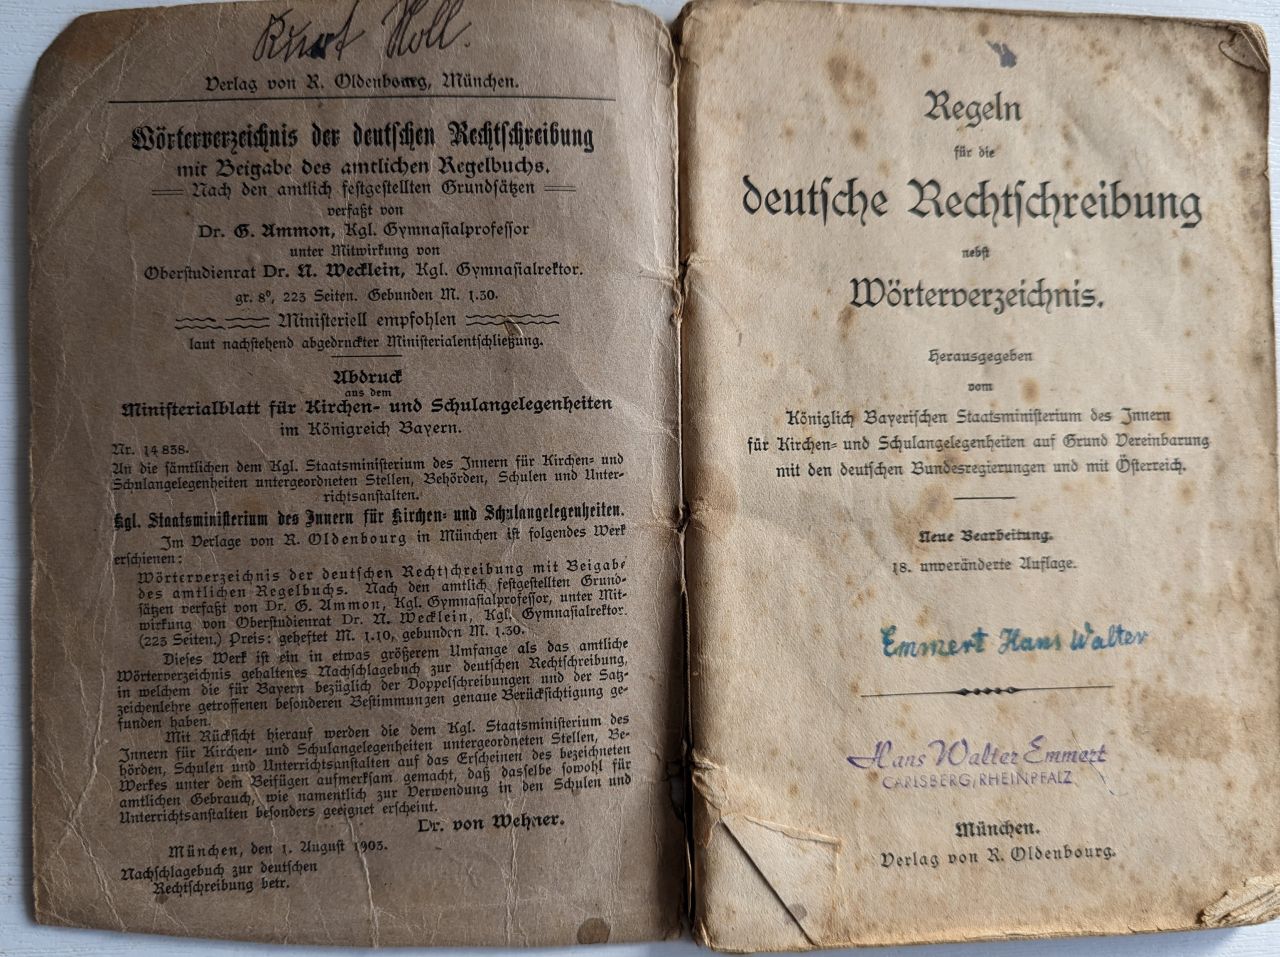 Kurt Holl.
Verlag von R. Oldenbourg, München.
Wörterverzeichnis der deutschen Rechtschreibung
mit Beigabe des amtlichen Regelbuchs.
Nach den amtlich festgestellten Grundsätzen
verfaßt von
Dr. G. Ammon, Kgl. Gymnasialprofessor
unter Mitwirkung von
Oberstudienrat Dr. N. Wecklein, Kgl. Gymnasialrektor.
gr. 8⁰, 223 Seiten. Gebunden M. 1.30.
Ministeriell empfohlen
laut nachstehend abgedruckter Ministerialentschließung.
Abdruck
aus dem
Ministerialblatt für Kirchen- und Schulangelegenheiten
im Königreich Bayern.
Nr. 14 838.
An die sämtlichen dem Kgl. Staatsministerium des Innern für Kirchen- und
Schulangelegenheiten untergeordneten Stellen, Behörden, Schulen und Unter-
richtsanstalten.
Kgl. Staatsministerium des Innern für Kirchen- und Schulangelegenheiten.
Im Verlage von R. Oldenbourg in München ist folgendes Werk
erschienen:
Wörterverzeichnis der deutschen Rechtschreibung mit Beigabe
des amtlichen Regelbuchs. Nach den amtlich festgestellten Grund-
sätzen verfaßt von Dr. G. Ammon, Kgl. Gymnasialprofessor, unter Mit-
wirkung von Oberstudienrat Dr. N. Wecklein, Kgl. Gymnasialrektor.
(223 Seiten.) Preis: geheftet M. 1.10, gebunden M. 1.30.
Dieses Werk ist ein in etwas größerem Umfange als das amtliche
Wörterverzeichnis gehaltenes Nachschlagebuch zur deutschen Rechtschreibung,
in welchem die für Bayern bezüglich der Doppelschreibungen und der Satz-
zeichenlehre getroffenen besonderen Bestimmungen genaue Berücksichtigung ge-
funden haben.
Mit Rücksicht hierauf werden die dem Kgl. Staatsministerium des
Innern für Kirchen- und Schulangelegenheiten untergeordneten Stellen, Be-
hörden, Schulen und Unterrichtsanstalten auf das Erscheinen des bezeichneten
Werkes unter dem Beifügen aufmerksam gemacht, daß dasselbe sowohl für
amtlichen Gebrauch, wie namentlich zur Verwendung in den Schulen und
Unterrichtsanstalten besonders geeignet erscheint.
Dr. von Wehner.
München, den 1. August 1903.
Nachschlagebuch zur deutschen
Rechtschreibung betr.
Regeln
für die
deutsche Rechtschreibung
nebst
Wörterverzeichnis.
Herausgegeben
vom
Königlich Bayerischen Staatsministerium des Innern
für Kirchen- und Schulangelegenheiten auf Grund Vereinbarung
mit den deutschen Bundesregierungen und mit Österreich.
Neue Bearbeitung.
18. unveränderte Auflage.
Emmert Hans Walter
Hans Walter Emmert
CARLSBERG/RHEINPFALZ
München.
Verlag von R. Oldenbourg.